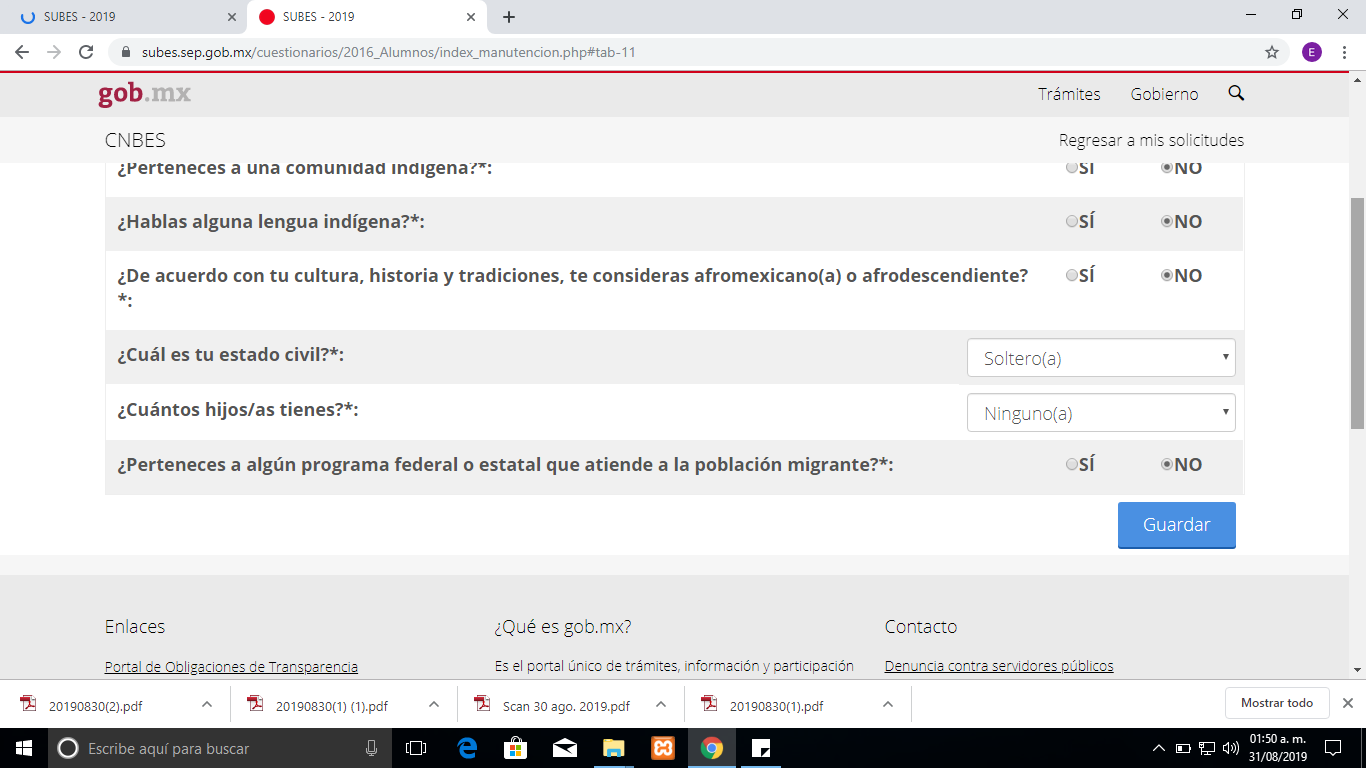 SUBES - 2019
SUBES - 2019
subes.sep.gob.mx/cuestionarios/2016_Alumnos/index_manutencion.php#tab-11
E
gob.mx
Trámites
Gobierno
CNBES
Regresar a mis solicitudes
¿Perteneces a una comunidad indígena?*:
SÍ
NO
¿Hablas alguna lengua indígena?*:
SÍ
NO
¿De acuerdo con tu cultura, historia y tradiciones, te consideras afromexicano(a) o afrodescendiente?
*:
SÍ
NO
¿Cuál es tu estado civil?*:
Soltero(a)
¿Cuántos hijos/as tienes?*:
Ninguno(a)
¿Perteneces a algún programa federal o estatal que atiende a la población migrante?*:
SÍ
NO
Guardar
Enlaces
¿Qué es gob.mx?
Contacto
Portal de Obligaciones de Transparencia
Es el portal único de trámites, información y participación
Denuncia contra servidores públicos
20190830(2).pdf
20190830(1) (1).pdf
Scan 30 ago. 2019.pdf
20190830(1).pdf
Mostrar todo
Escribe aquí para buscar
01:50 a. m.
31/08/2019